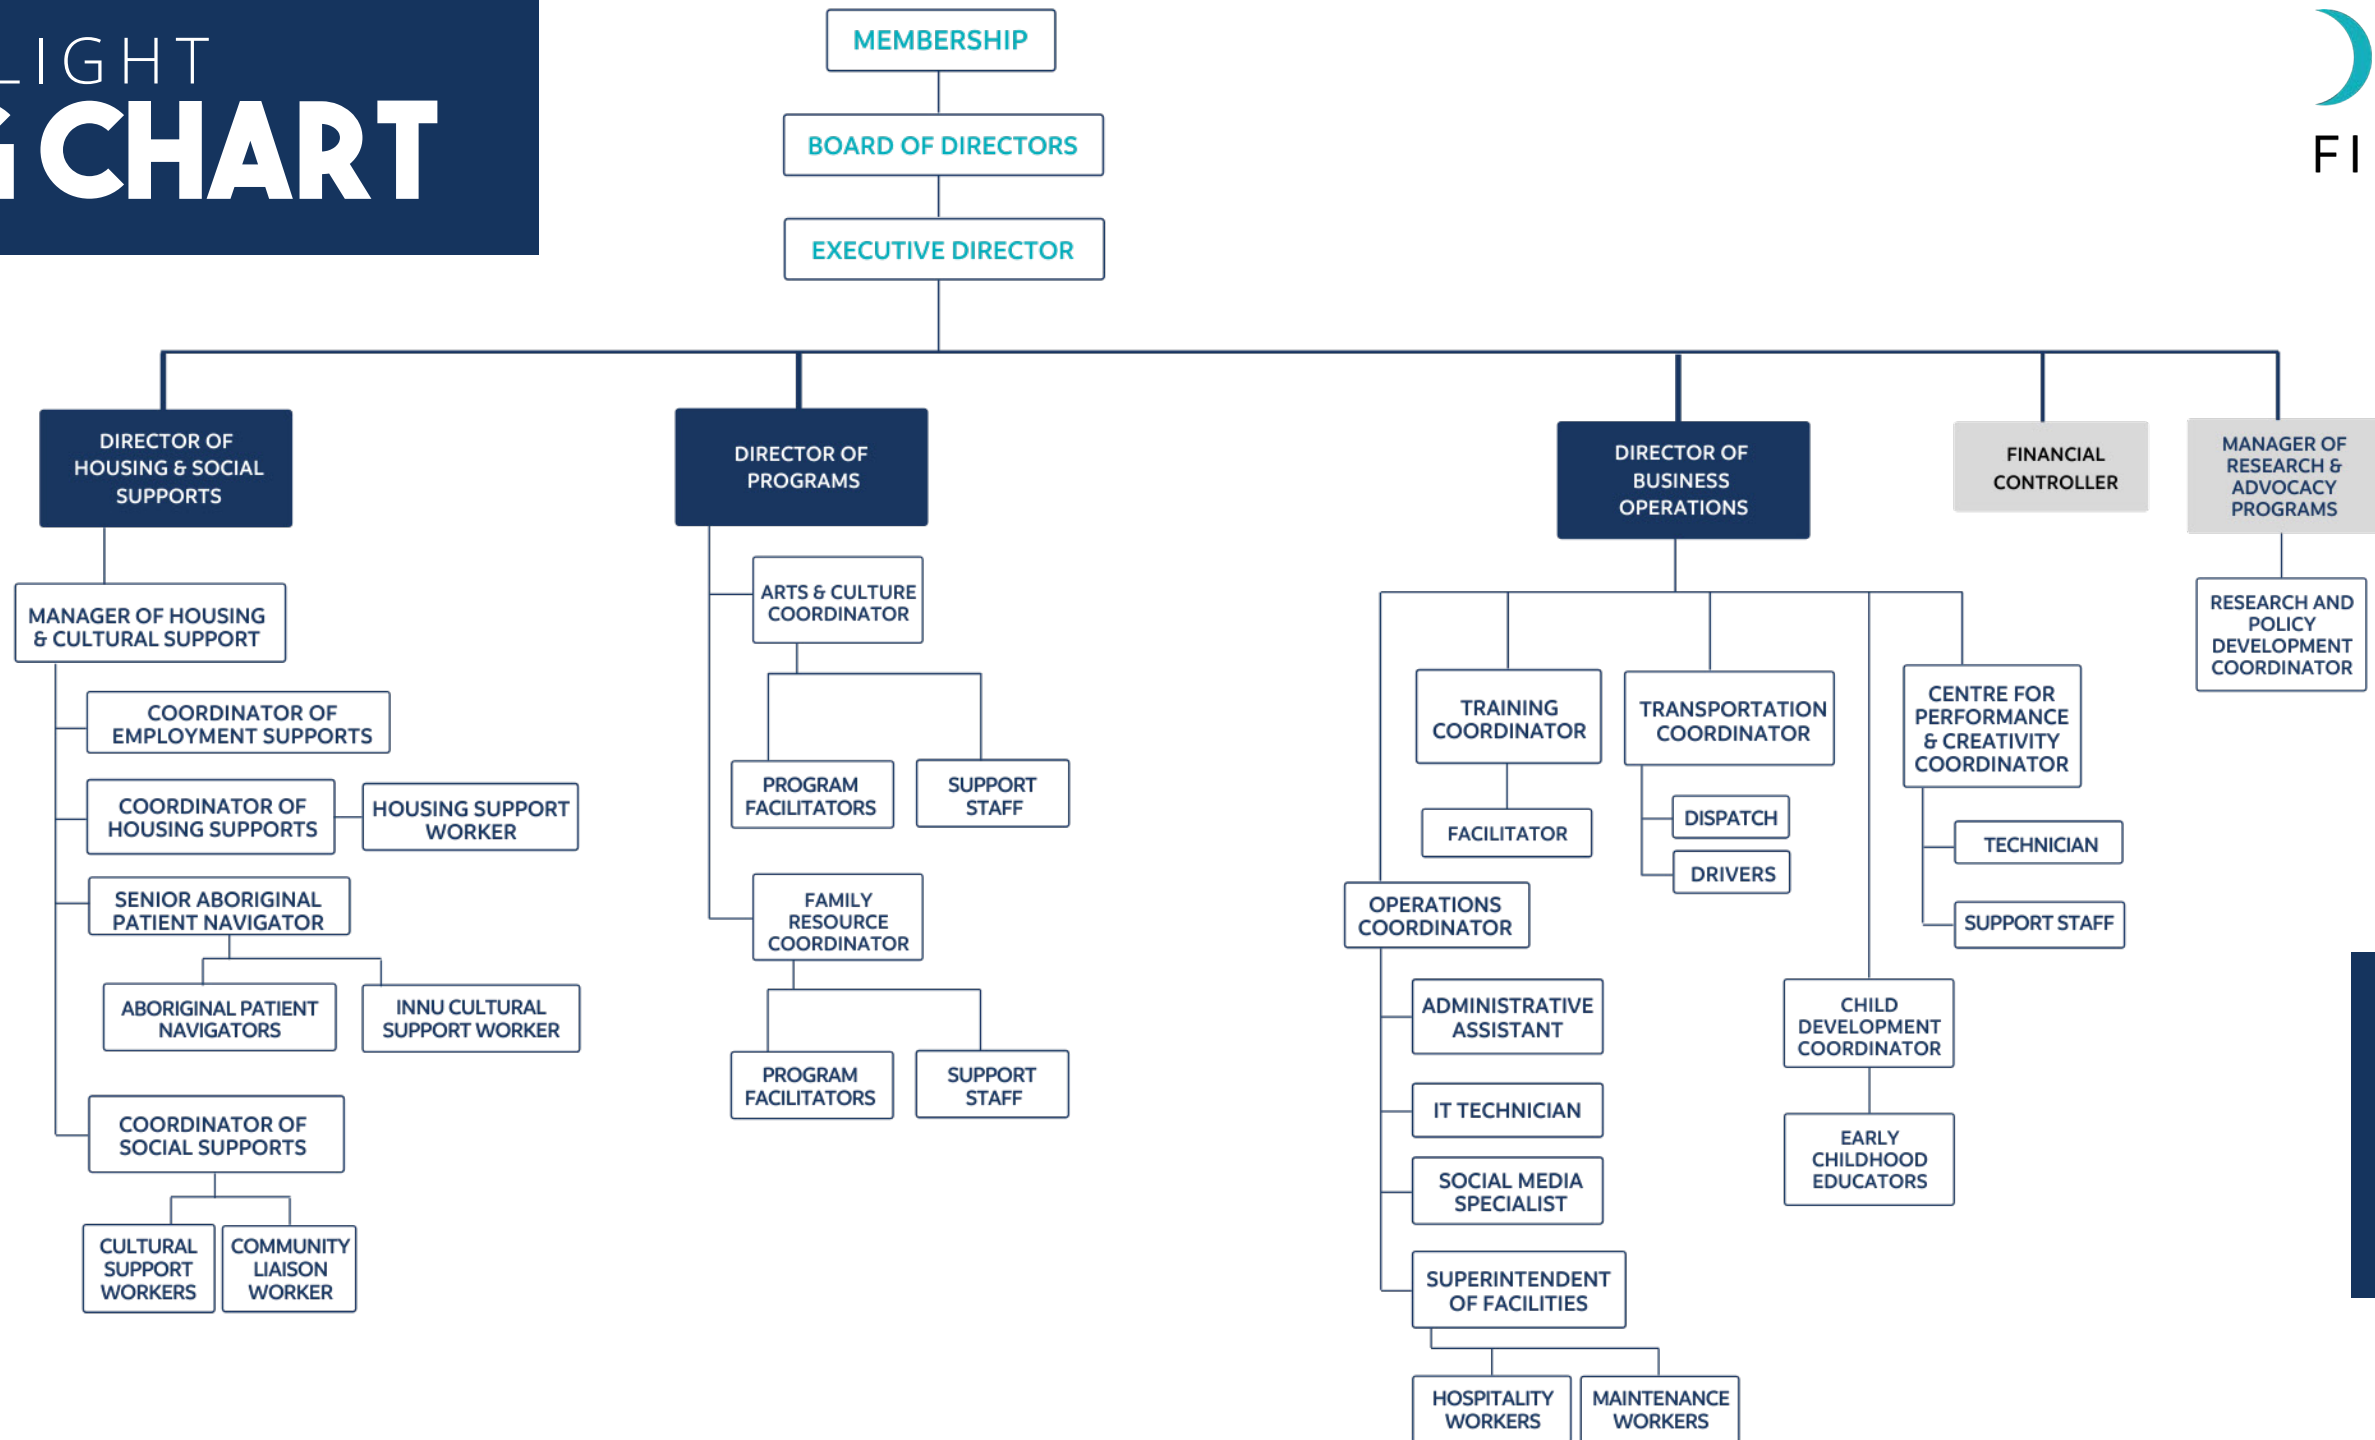 LIGHT
G CHART
FI
MEMBERSHIP
BOARD OF DIRECTORS
EXECUTIVE DIRECTOR
DIRECTOR OF
HOUSING & SOCIAL
SUPPORTS
MANAGER OF HOUSING
& CULTURAL SUPPORT
COORDINATOR OF
EMPLOYMENT SUPPORTS
COORDINATOR OF
HOUSING SUPPORTS
HOUSING SUPPORT
WORKER
SENIOR ABORIGINAL
PATIENT NAVIGATOR
ABORIGINAL PATIENT
NAVIGATORS
INNU CULTURAL
SUPPORT WORKER
COORDINATOR OF
SOCIAL SUPPORTS
CULTURAL
SUPPORT
WORKERS
COMMUNITY
LIAISON
WORKER
DIRECTOR OF
PROGRAMS
ARTS & CULTURE
COORDINATOR
PROGRAM
FACILITATORS
SUPPORT
STAFF
FAMILY
RESOURCE
COORDINATOR
PROGRAM
FACILITATORS
SUPPORT
STAFF
DIRECTOR OF
BUSINESS
OPERATIONS
TRAINING
COORDINATOR
FACILITATOR
TRANSPORTATION
COORDINATOR
DISPATCH
DRIVERS
CENTRE FOR
PERFORMANCE
& CREATIVITY
COORDINATOR
TECHNICIAN
SUPPORT STAFF
OPERATIONS
COORDINATOR
ADMINISTRATIVE
ASSISTANT
IT TECHNICIAN
SOCIAL MEDIA
SPECIALIST
SUPERINTENDENT
OF FACILITIES
HOSPITALITY
WORKERS
MAINTENANCE
WORKERS
CHILD
DEVELOPMENT
COORDINATOR
EARLY
CHILDHOOD
EDUCATORS
FINANCIAL
CONTROLLER
MANAGER OF
RESEARCH &
ADVOCACY
PROGRAMS
RESEARCH AND
POLICY
DEVELOPMENT
COORDINATOR